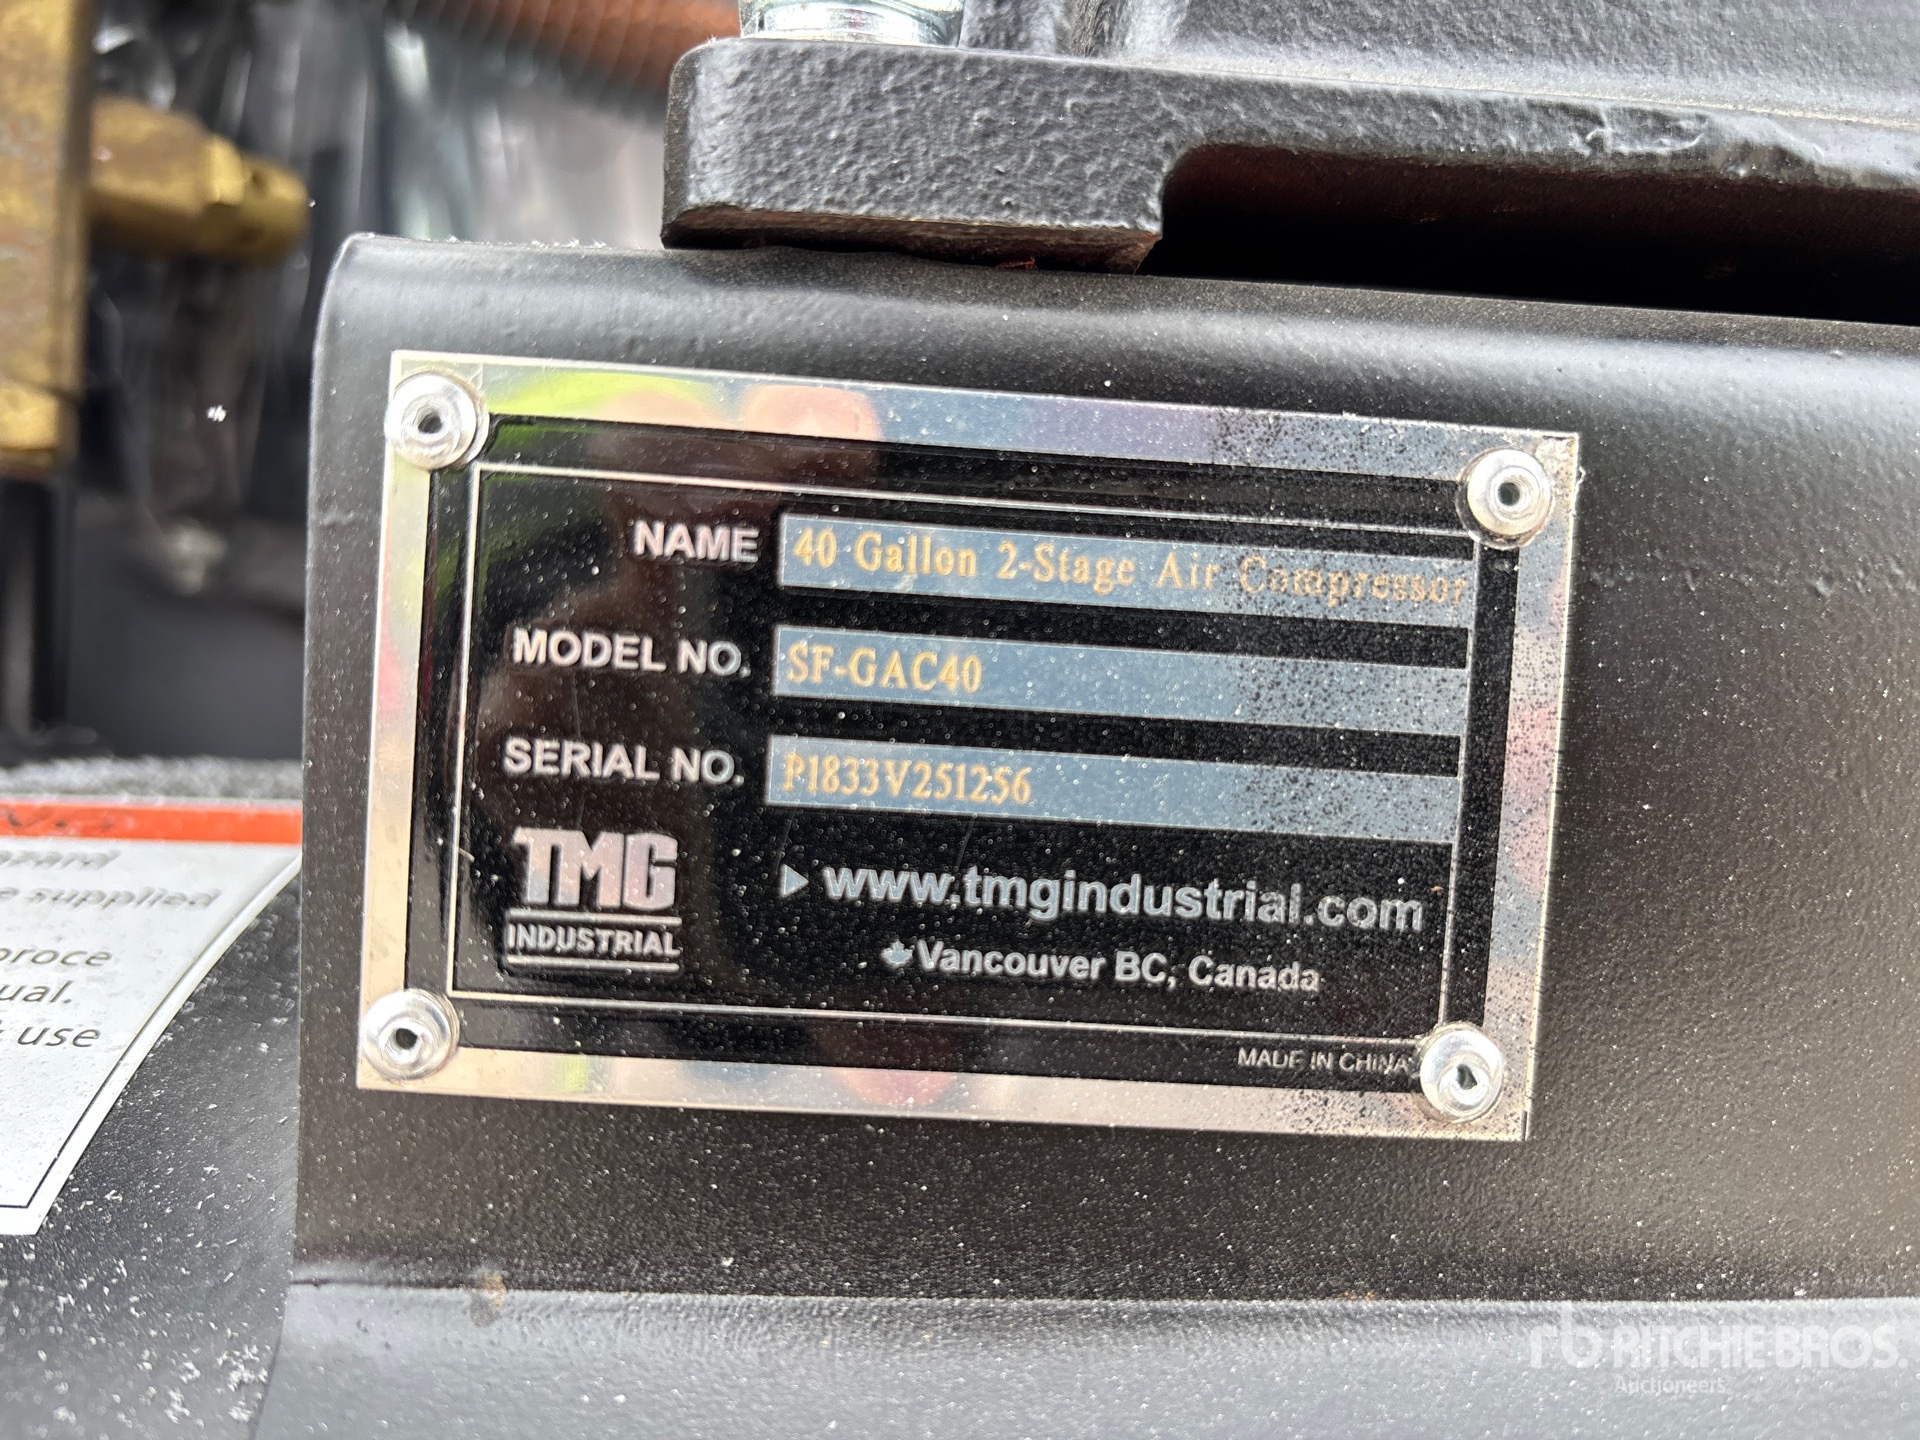 NAME 40 Gallon 2-Stage Air Compressor
MODEL NO. SF-GAC40
SERIAL NO. P1833V251256
TMG
INDUSTRIAL
www.tmgindustrial.com
Vancouver BC, Canada
MADE IN CHINA
supplied
use
rb RITCHIE BROS.
Auctioneers